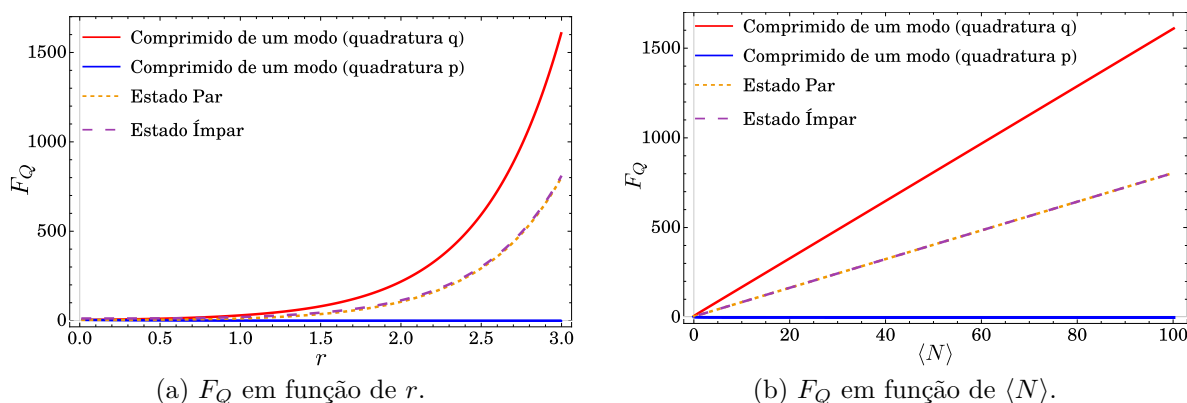 1500
1000
500
0
F_Q
Comprimido de um modo (quadratura q)
Comprimido de um modo (quadratura p)
Estado Par
Estado Ímpar
0.0 0.5 1.0 1.5 2.0 2.5 3.0
r
(a) F_Q em função de r.
1500
1000
500
0
F_Q
Comprimido de um modo (quadratura q)
Comprimido de um modo (quadratura p)
Estado Par
Estado Ímpar
0 20 40 60 80 100
⟨N⟩
(b) F_Q em função de ⟨N⟩.